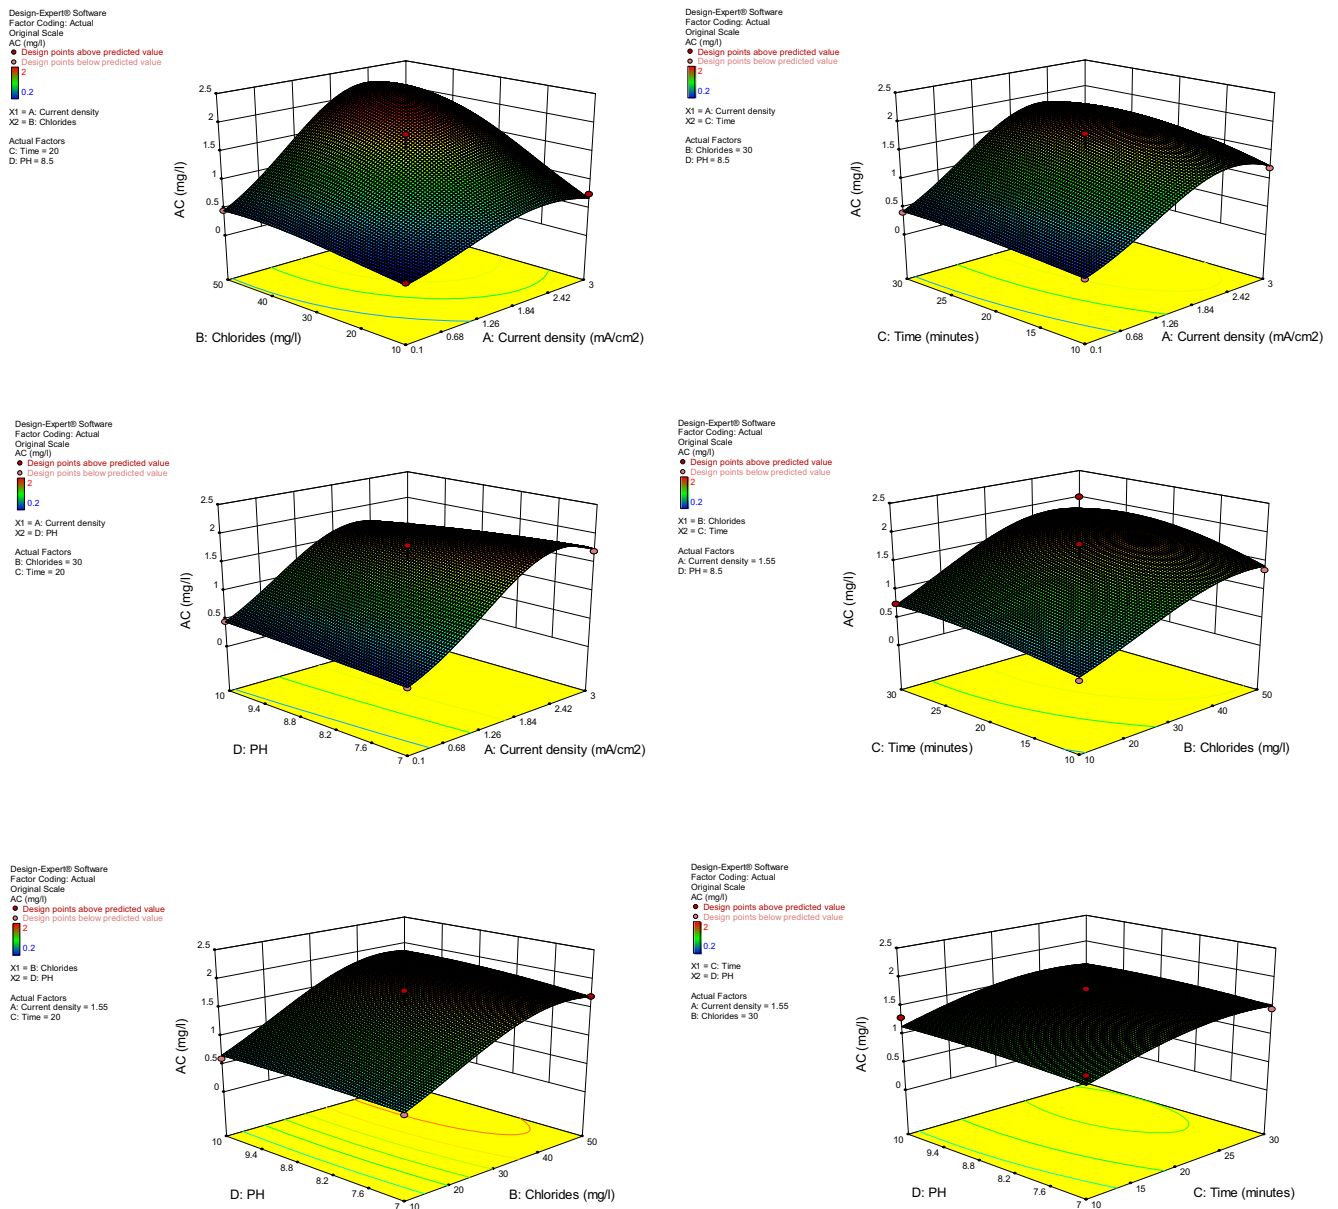 Design-Expert® Software
Factor Coding: Actual
Original Scale
AC (mg/l)
Design points above predicted value
Design points below predicted value
2
0.2
X1 = A: Current density
X2 = B: Chlorides
Actual Factors
C: Time = 20
D: PH = 8.5
2.5
2
1.5
1
0.5
0
AC (mg/l)
50
40
30
20
10
0.1
0.68
1.26
1.84
2.42
3
B: Chlorides (mg/l)
A: Current density (mA/cm2)
Design-Expert® Software
Factor Coding: Actual
Original Scale
AC (mg/l)
Design points above predicted value
Design points below predicted value
2
0.2
X1 = A: Current density
X2 = C: Time
Actual Factors
B: Chlorides = 30
D: PH = 8.5
2.5
2
1.5
1
0.5
0
AC (mg/l)
30
25
20
15
10
0.1
0.68
1.26
1.84
2.42
3
C: Time (minutes)
A: Current density (mA/cm2)
Design-Expert® Software
Factor Coding: Actual
Original Scale
AC (mg/l)
Design points above predicted value
Design points below predicted value
2
0.2
X1 = A: Current density
X2 = D: PH
Actual Factors
B: Chlorides = 30
C: Time = 20
2.5
2
1.5
1
0.5
0
AC (mg/l)
10
9.4
8.8
8.2
7.6
7
0.1
0.68
1.26
1.84
2.42
3
D: PH
A: Current density (mA/cm2)
Design-Expert® Software
Factor Coding: Actual
Original Scale
AC (mg/l)
Design points above predicted value
Design points below predicted value
2
0.2
X1 = B: Chlorides
X2 = C: Time
Actual Factors
A: Current density = 1.55
D: PH = 8.5
2.5
2
1.5
1
0.5
0
AC (mg/l)
30
25
20
15
10
10
20
30
40
50
C: Time (minutes)
B: Chlorides (mg/l)
Design-Expert® Software
Factor Coding: Actual
Original Scale
AC (mg/l)
Design points above predicted value
Design points below predicted value
2
0.2
X1 = B: Chlorides
X2 = D: PH
Actual Factors
A: Current density = 1.55
C: Time = 20
2.5
2
1.5
1
0.5
0
AC (mg/l)
10
9.4
8.8
8.2
7.6
7
10
20
30
40
50
D: PH
B: Chlorides (mg/l)
Design-Expert® Software
Factor Coding: Actual
Original Scale
AC (mg/l)
Design points above predicted value
Design points below predicted value
2
0.2
X1 = C: Time
X2 = D: PH
Actual Factors
A: Current density = 1.55
B: Chlorides = 30
2.5
2
1.5
1
0.5
0
AC (mg/l)
10
9.4
8.8
8.2
7.6
7
10
15
20
25
30
D: PH
C: Time (minutes)